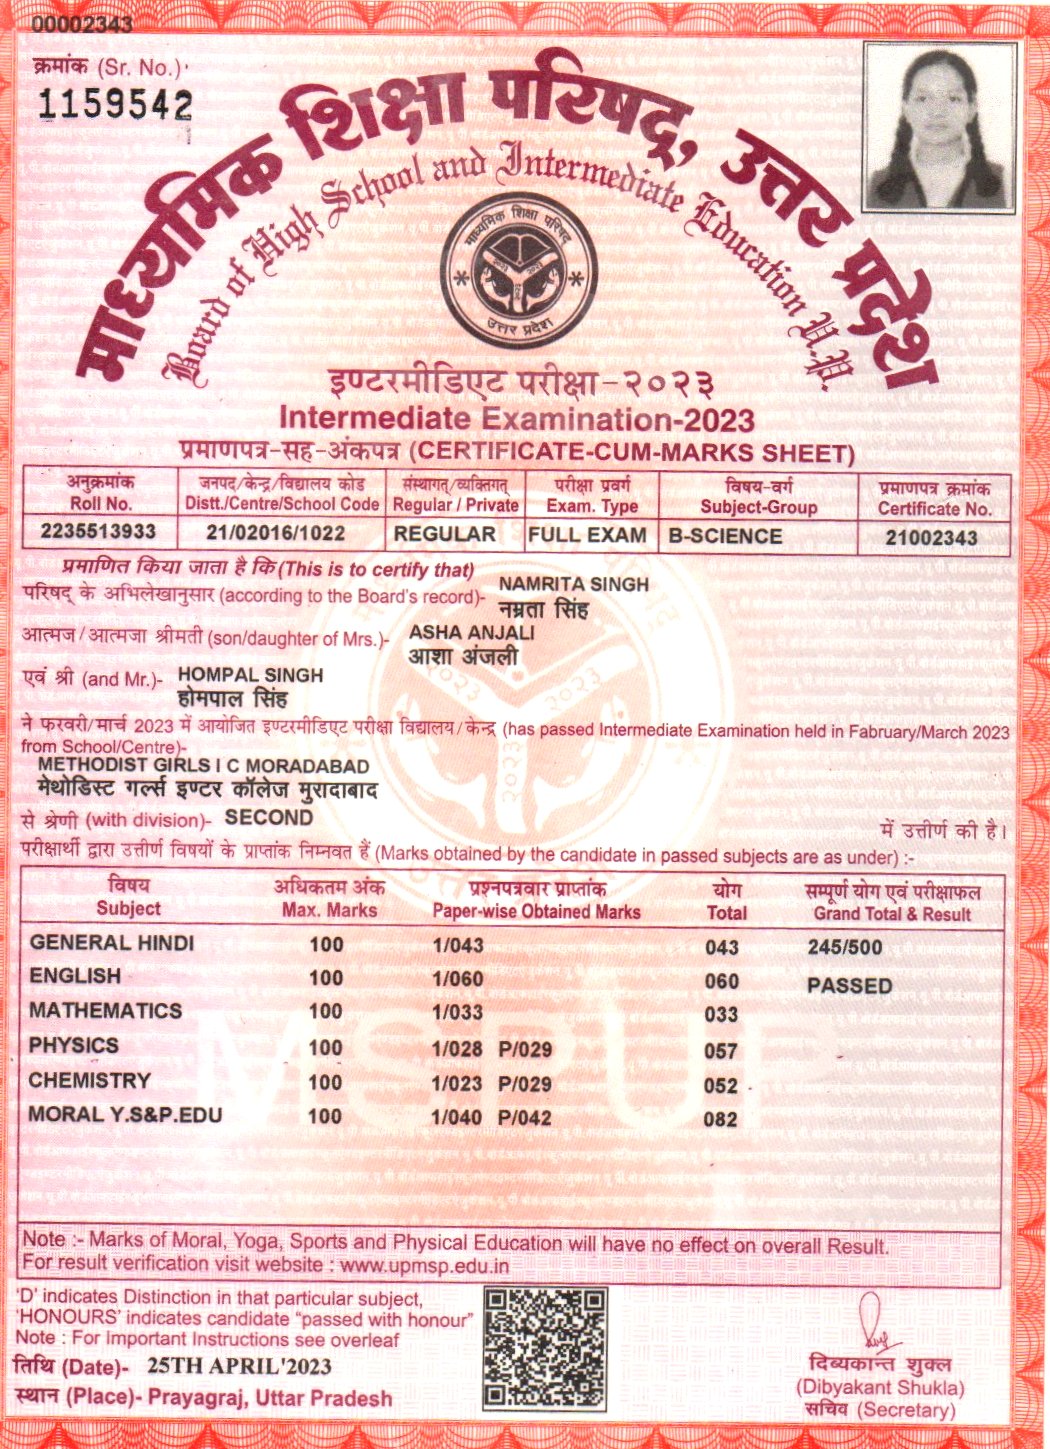 00002343
क्रमांक (Sr. No.)
1159542
माध्यमिक शिक्षा परिषद्, उत्तर प्रदेश
Board of High School and Intermediate Education U.P.
माध्यमिक शिक्षा परिषद
उत्तर प्रदेश
इण्टरमीडिएट परीक्षा-२०२३
Intermediate Examination-2023
प्रमाणपत्र-सह-अंकपत्र (CERTIFICATE-CUM-MARKS SHEET)
अनुक्रमांक जनपद/केन्द्र/विद्यालय कोड संस्थागत्/व्यक्तिगत् परीक्षा प्रवर्ग विषय-वर्ग प्रमाणपत्र क्रमांक
Roll No. Distt./Centre/School Code Regular / Private Exam. Type Subject-Group Certificate No.
2235513933 21/02016/1022 REGULAR FULL EXAM B-SCIENCE 21002343
प्रमाणित किया जाता है कि (This is to certify that) NAMRITA SINGH
परिषद् के अभिलेखानुसार (according to the Board's record)- नम्रता सिंह
आत्मज/आत्मजा श्रीमती (son/daughter of Mrs.)- ASHA ANJALI
आशा अंजली
एवं श्री (and Mr.)- HOMPAL SINGH
होमपाल सिंह
ने फरवरी/मार्च 2023 में आयोजित इण्टरमीडिएट परीक्षा विद्यालय/केन्द्र (has passed Intermediate Examination held in Fabruary/March 2023
from School/Centre)-
METHODIST GIRLS I C MORADABAD
मेथोडिस्ट गर्ल्स इण्टर कॉलेज मुरादाबाद
से श्रेणी (with division)- SECOND में उत्तीर्ण की है।
परीक्षार्थी द्वारा उत्तीर्ण विषयों के प्राप्तांक निम्नवत हैं (Marks obtained by the candidate in passed subjects are as under) :-
विषय अधिकतम अंक प्रश्नपत्रवार प्राप्तांक योग सम्पूर्ण योग एवं परीक्षाफल
Subject Max. Marks Paper-wise Obtained Marks Total Grand Total & Result
GENERAL HINDI 100 1/043 043 245/500
ENGLISH 100 1/060 060 PASSED
MATHEMATICS 100 1/033 033
PHYSICS 100 1/028 P/029 057
CHEMISTRY 100 1/023 P/029 052
MORAL Y.S&P.EDU 100 1/040 P/042 082
Note :- Marks of Moral, Yoga, Sports and Physical Education will have no effect on overall Result.
For result verification visit website : www.upmsp.edu.in
'D' indicates Distinction in that particular subject,
'HONOURS' indicates candidate "passed with honour"
Note : For Important Instructions see overleaf
तिथि (Date)- 25TH APRIL'2023
स्थान (Place)- Prayagraj, Uttar Pradesh
दिब्यकान्त शुक्ल
(Dibyakant Shukla)
सचिव (Secretary)